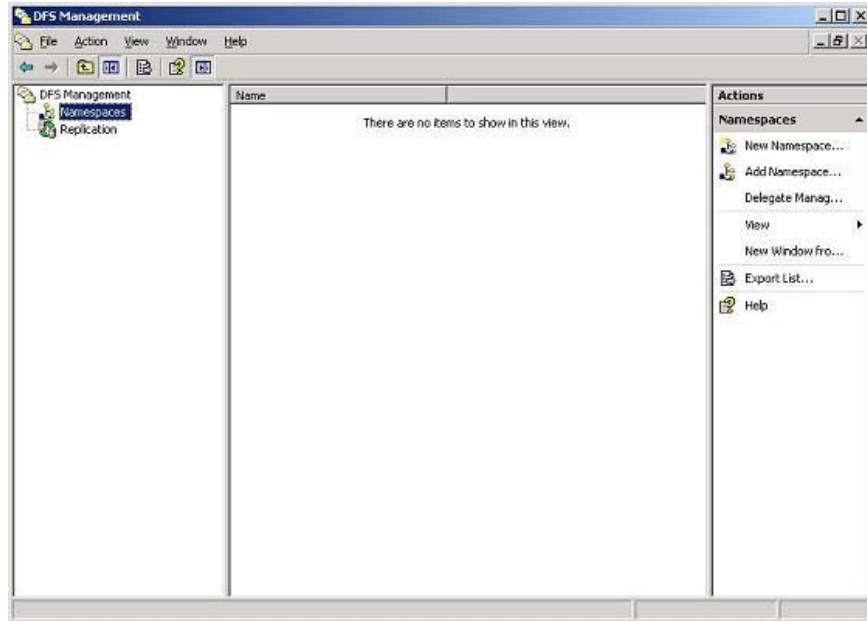 DFS Management
File Action View Window Help
DFS Management
Namespaces
Replication
Name
There are no items to show in this view.
Actions
Namespaces
New Namespace...
Add Namespace...
Delegate Manag...
View
New Window fro...
Export List...
Help